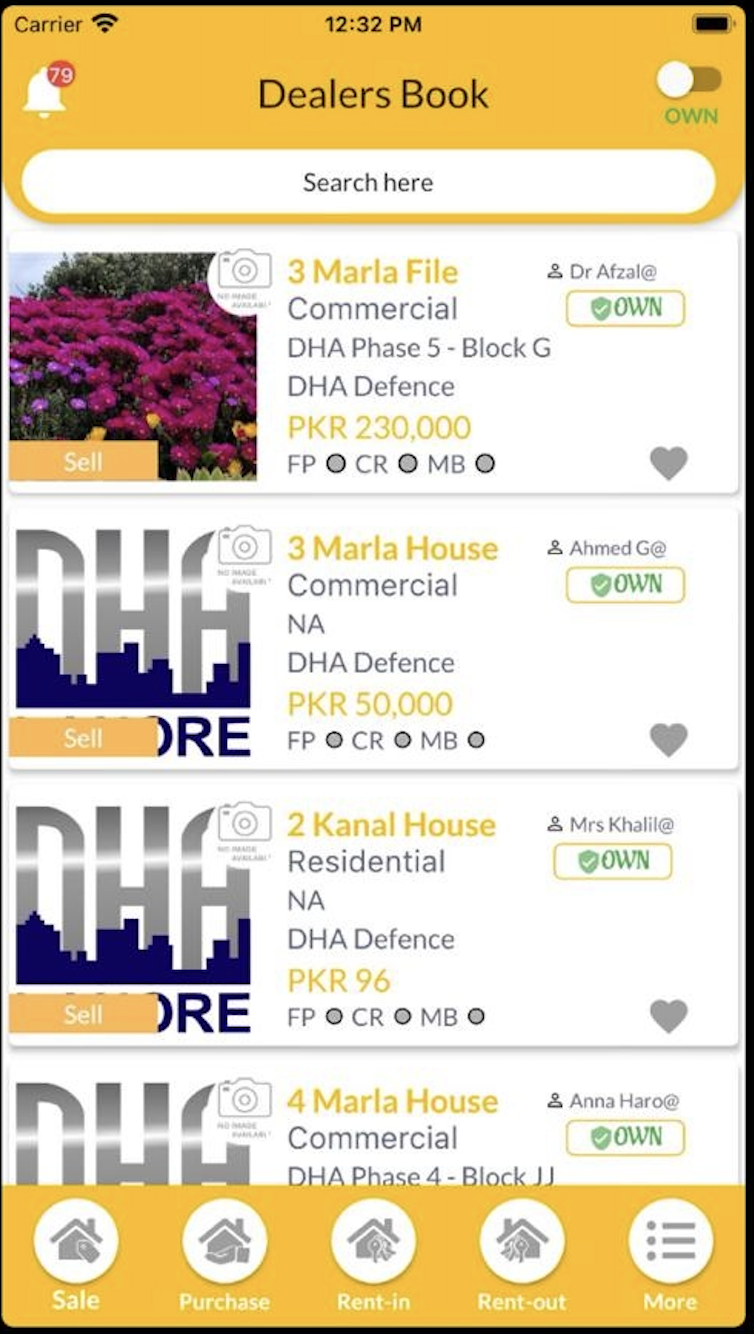 Carrier 12:32 PM
79
Dealers Book
OWN
Search here
NO IMAGE
AVAILABL
3 Marla File
Dr Afzal@
Commercial
OWN
DHA Phase 5 - Block G
DHA Defence
PKR 230,000
Sell
FP CR MB
DHA
NO IMAGE
AVAILABL
3 Marla House
Ahmed G@
Commercial
OWN
NA
DHA Defence
PKR 50,000
Sell
ORE
FP CR MB
DHA
NO IMAGE
AVAILABL
2 Kanal House
Mrs Khalil@
Residential
OWN
NA
DHA Defence
PKR 96
Sell
ORE
FP CR MB
DHA
NO IMAGE
AVAILABL
4 Marla House
Anna Haro@
Commercial
OWN
DHA Phase 4 - Block JJ
Sale Purchase Rent-in Rent-out More